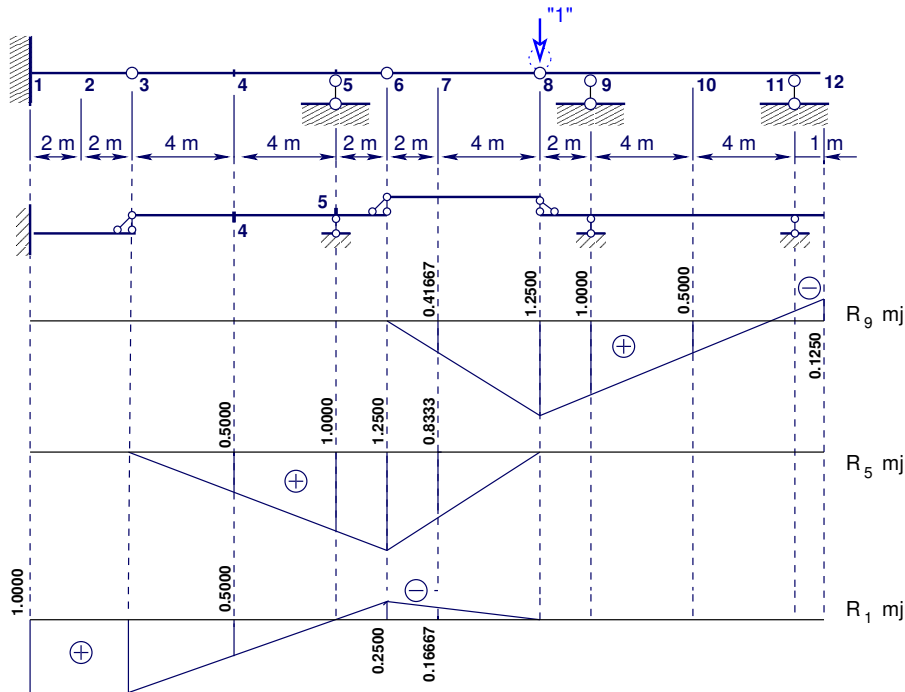 "1"
1 2 3 4 5 6 7 8 9 10 11 12
2 m 2 m 4 m 4 m 2 m 2 m 4 m 2 m 4 m 4 m 1 m
5
4
0.41667 1.2500 1.0000 0.5000
R9 mj
0.1250
0.5000 1.0000 1.2500 0.8333
R5 mj
1.0000 0.5000
R1 mj
0.2500 0.16667